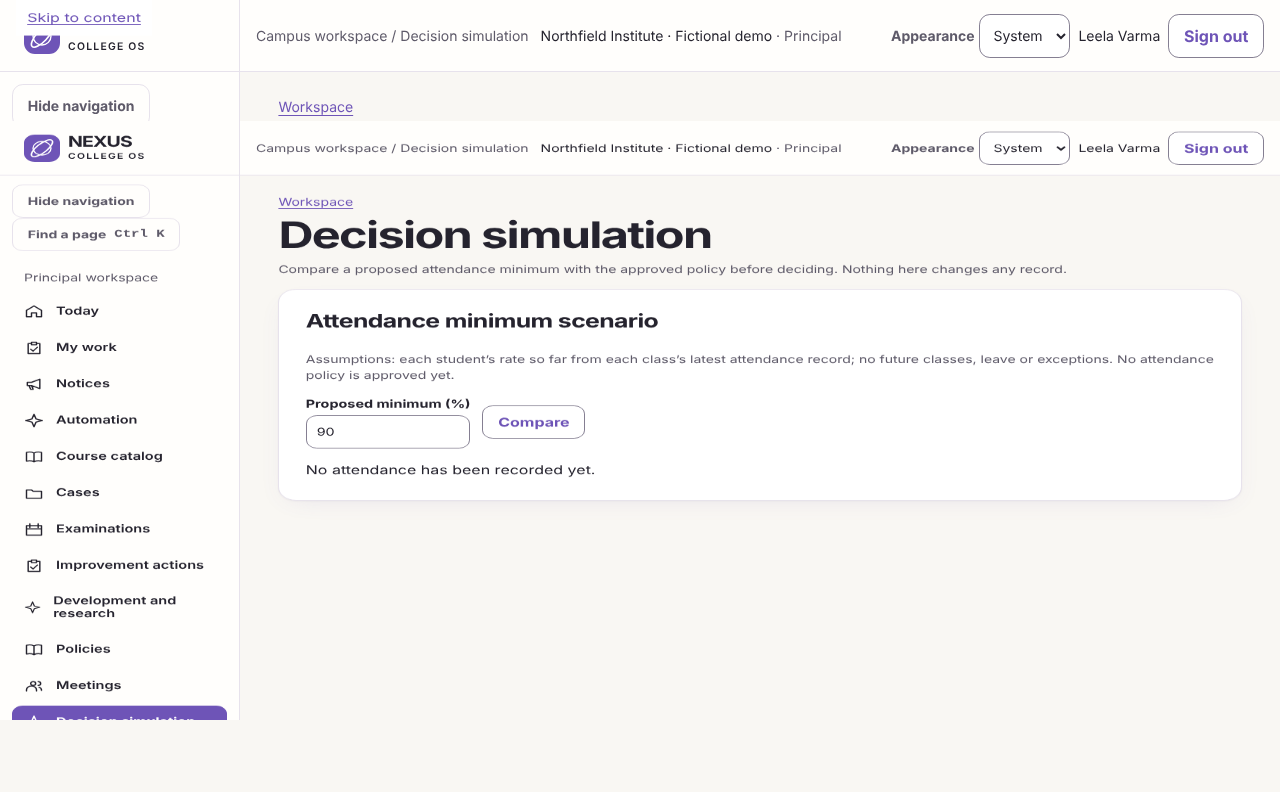 Skip to content
COLLEGE OS
Campus workspace / Decision simulation Northfield Institute · Fictional demo · Principal
Appearance System Leela Varma Sign out
Hide navigation
Workspace
NEXUS
COLLEGE OS
Campus workspace / Decision simulation Northfield Institute · Fictional demo · Principal
Appearance System Leela Varma Sign out
Hide navigation
Find a page Ctrl K
Principal workspace
Today
My work
Notices
Automation
Course catalog
Cases
Examinations
Improvement actions
Development and
research
Policies
Meetings
Decision simulation
Workspace
Decision simulation
Compare a proposed attendance minimum with the approved policy before deciding. Nothing here changes any record.
Attendance minimum scenario
Assumptions: each student’s rate so far from each class’s latest attendance record; no future classes, leave or exceptions. No attendance
policy is approved yet.
Proposed minimum (%)
90
Compare
No attendance has been recorded yet.